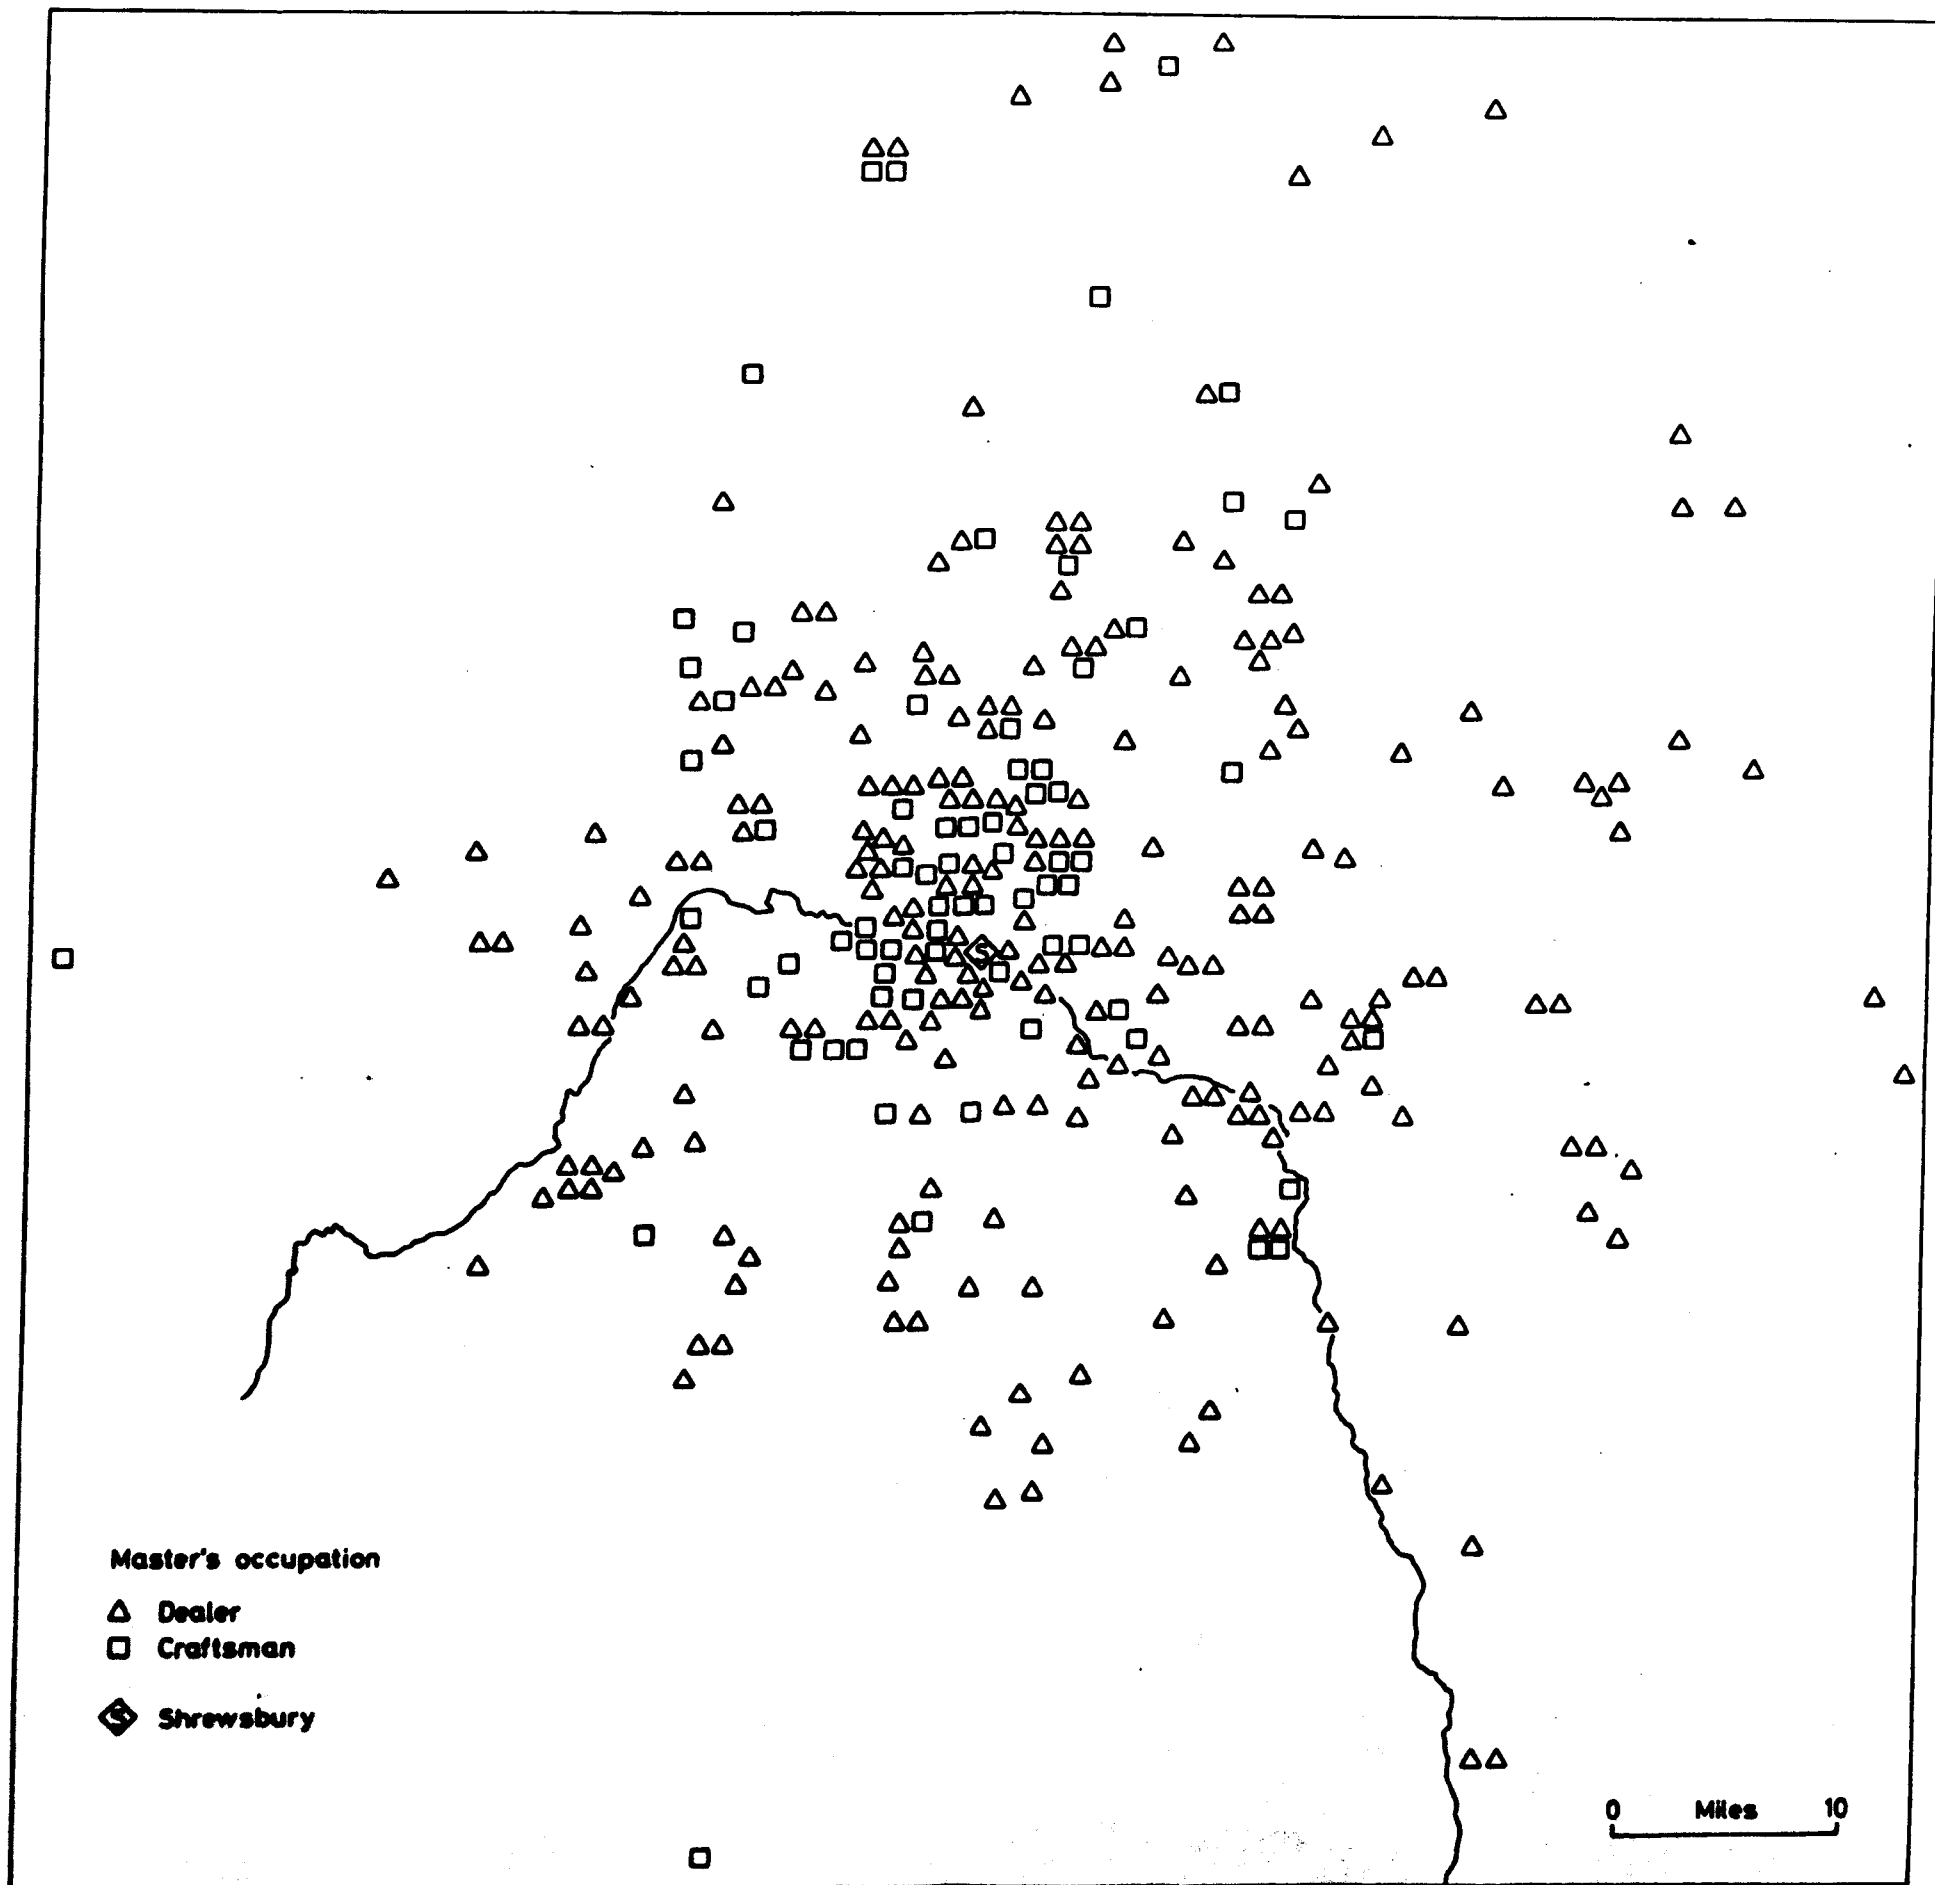 S
Master's occupation
Dealer
Craftsman
S Shrewsbury
0 Miles 10